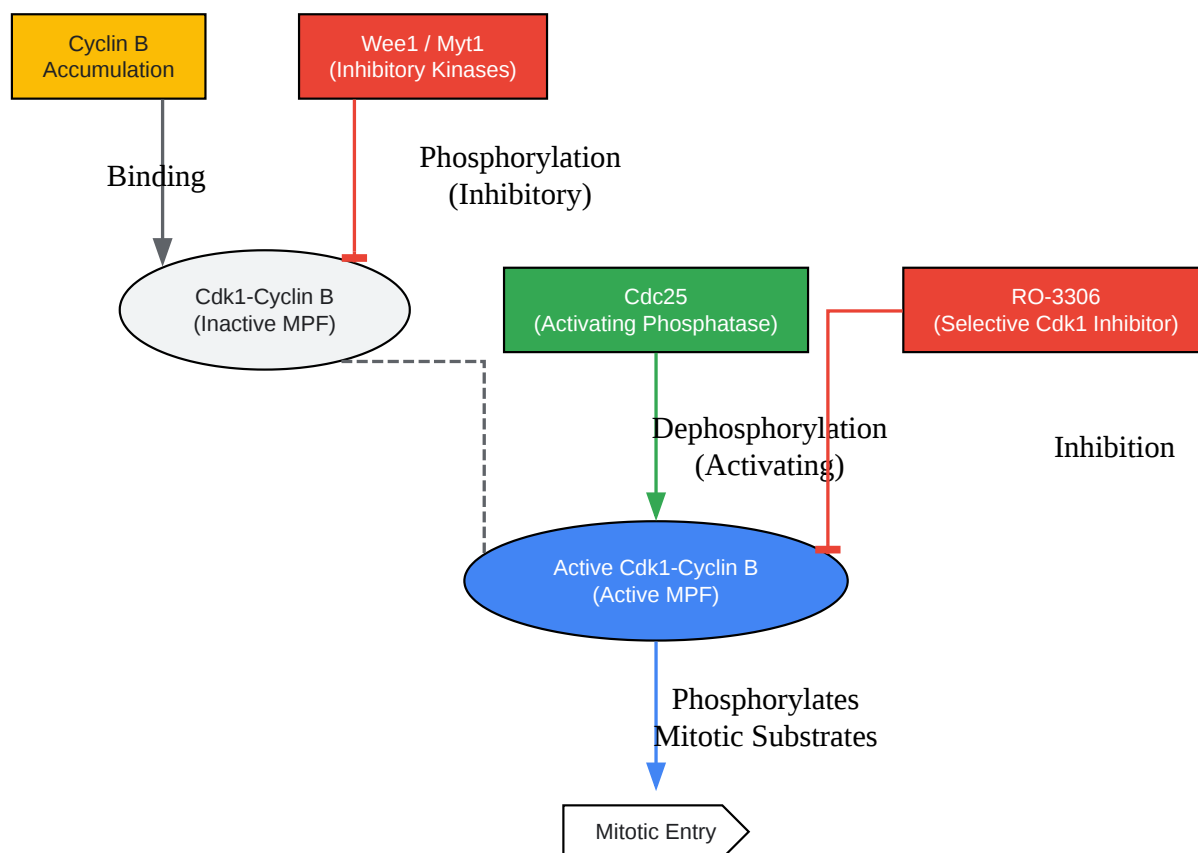 Cyclin B
Accumulation
Wee1 / Myt1
(Inhibitory Kinases)
Binding
Phosphorylation
(Inhibitory)
Cdk1-Cyclin B
(Inactive MPF)
Cdc25
(Activating Phosphatase)
RO-3306
(Selective Cdk1 Inhibitor)
Dephosphorylation
(Activating)
Inhibition
Active Cdk1-Cyclin B
(Active MPF)
Phosphorylates
Mitotic Substrates
Mitotic Entry